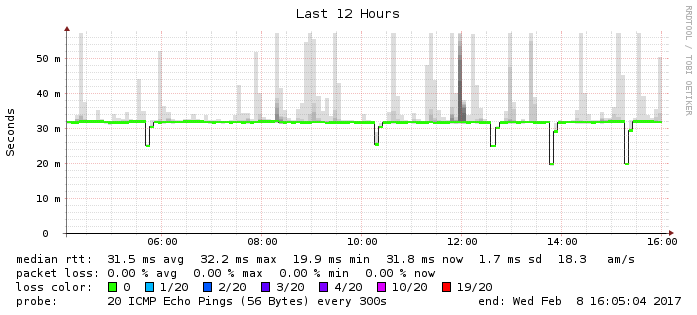 Last 12 Hours
RRDTOOL / TOBI OETIKER
Seconds
50 m
40 m
30 m
20 m
10 m
0
06:00 08:00 10:00 12:00 14:00 16:00
median rtt: 31.5 ms avg 32.2 ms max 19.9 ms min 31.8 ms now 1.7 ms sd 18.3 am/s
packet loss: 0.00 % avg 0.00 % max 0.00 % min 0.00 % now
loss color: 0 1/20 2/20 3/20 4/20 10/20 19/20
probe: 20 ICMP Echo Pings (56 Bytes) every 300s end: Wed Feb 8 16:05:04 2017